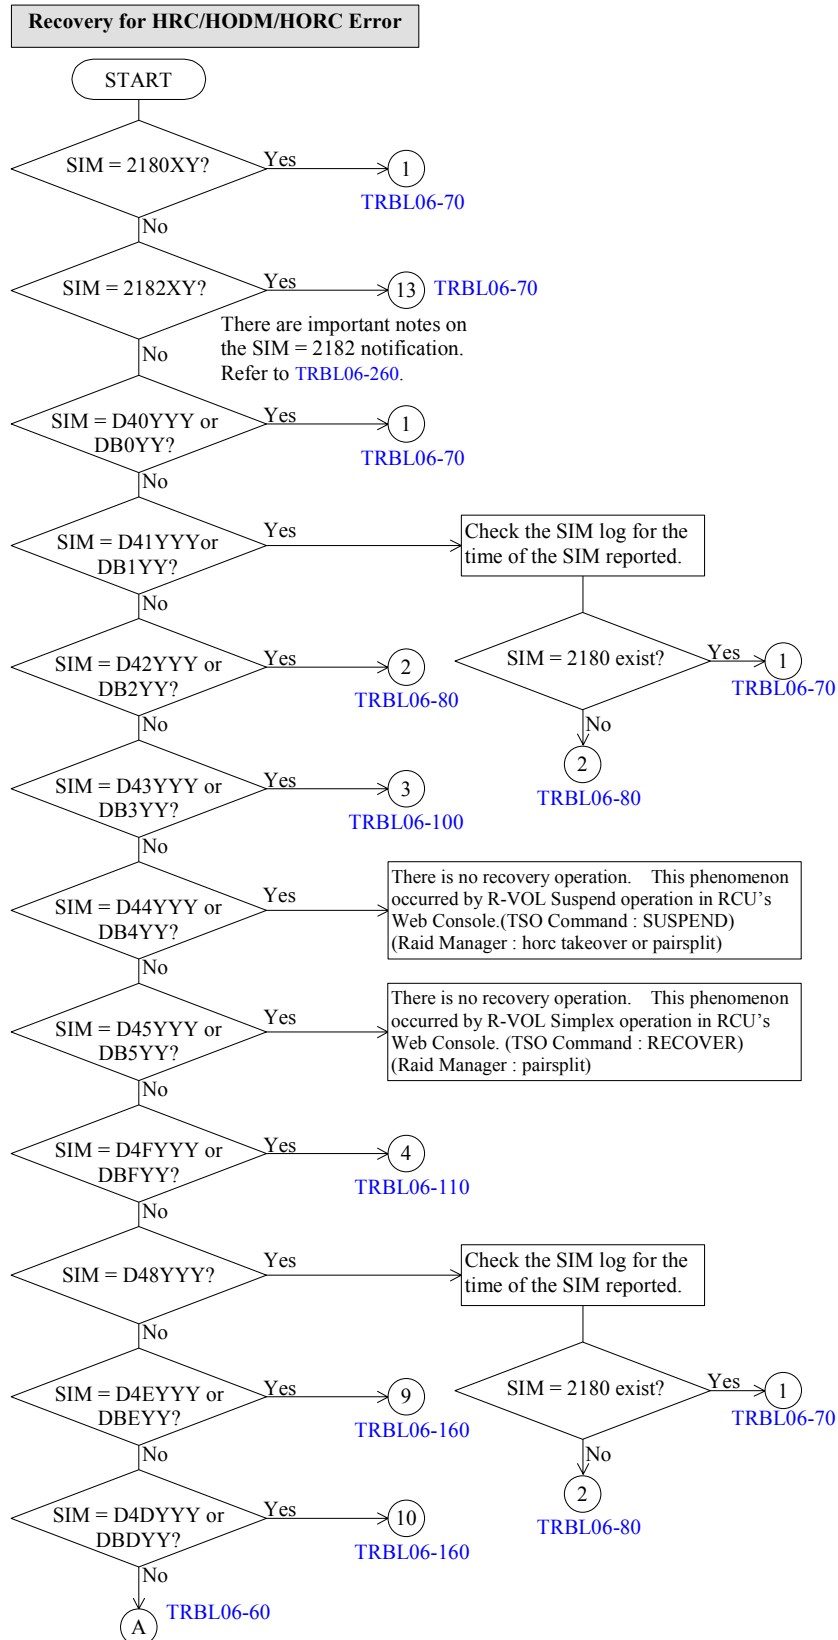 Recovery for HRC/HODM/HORC Error
START
SIM = 2180XY?
Yes
1
TRBL06-70
No
SIM = 2182XY?
Yes
13
TRBL06-70
There are important notes on
the SIM = 2182 notification.
Refer to TRBL06-260.
No
SIM = D40YYY or
DB0YY?
Yes
1
TRBL06-70
No
SIM = D41YYYor
DB1YY?
Yes
Check the SIM log for the
time of the SIM reported.
SIM = 2180 exist?
Yes
1
TRBL06-70
No
2
TRBL06-80
No
SIM = D42YYY or
DB2YY?
Yes
2
TRBL06-80
No
SIM = D43YYY or
DB3YY?
Yes
3
TRBL06-100
No
SIM = D44YYY or
DB4YY?
Yes
There is no recovery operation. This phenomenon
occurred by R-VOL Suspend operation in RCU's
Web Console.(TSO Command : SUSPEND)
(Raid Manager : horc takeover or pairsplit)
No
SIM = D45YYY or
DB5YY?
Yes
There is no recovery operation. This phenomenon
occurred by R-VOL Simplex operation in RCU's
Web Console. (TSO Command : RECOVER)
(Raid Manager : pairsplit)
No
SIM = D4FYYY or
DBFYY?
Yes
4
TRBL06-110
No
SIM = D48YYY?
Yes
Check the SIM log for the
time of the SIM reported.
SIM = 2180 exist?
Yes
1
TRBL06-70
No
2
TRBL06-80
No
SIM = D4EYYY or
DBEYY?
Yes
9
TRBL06-160
No
SIM = D4DYYY or
DBDYY?
Yes
10
TRBL06-160
No
TRBL06-60
A